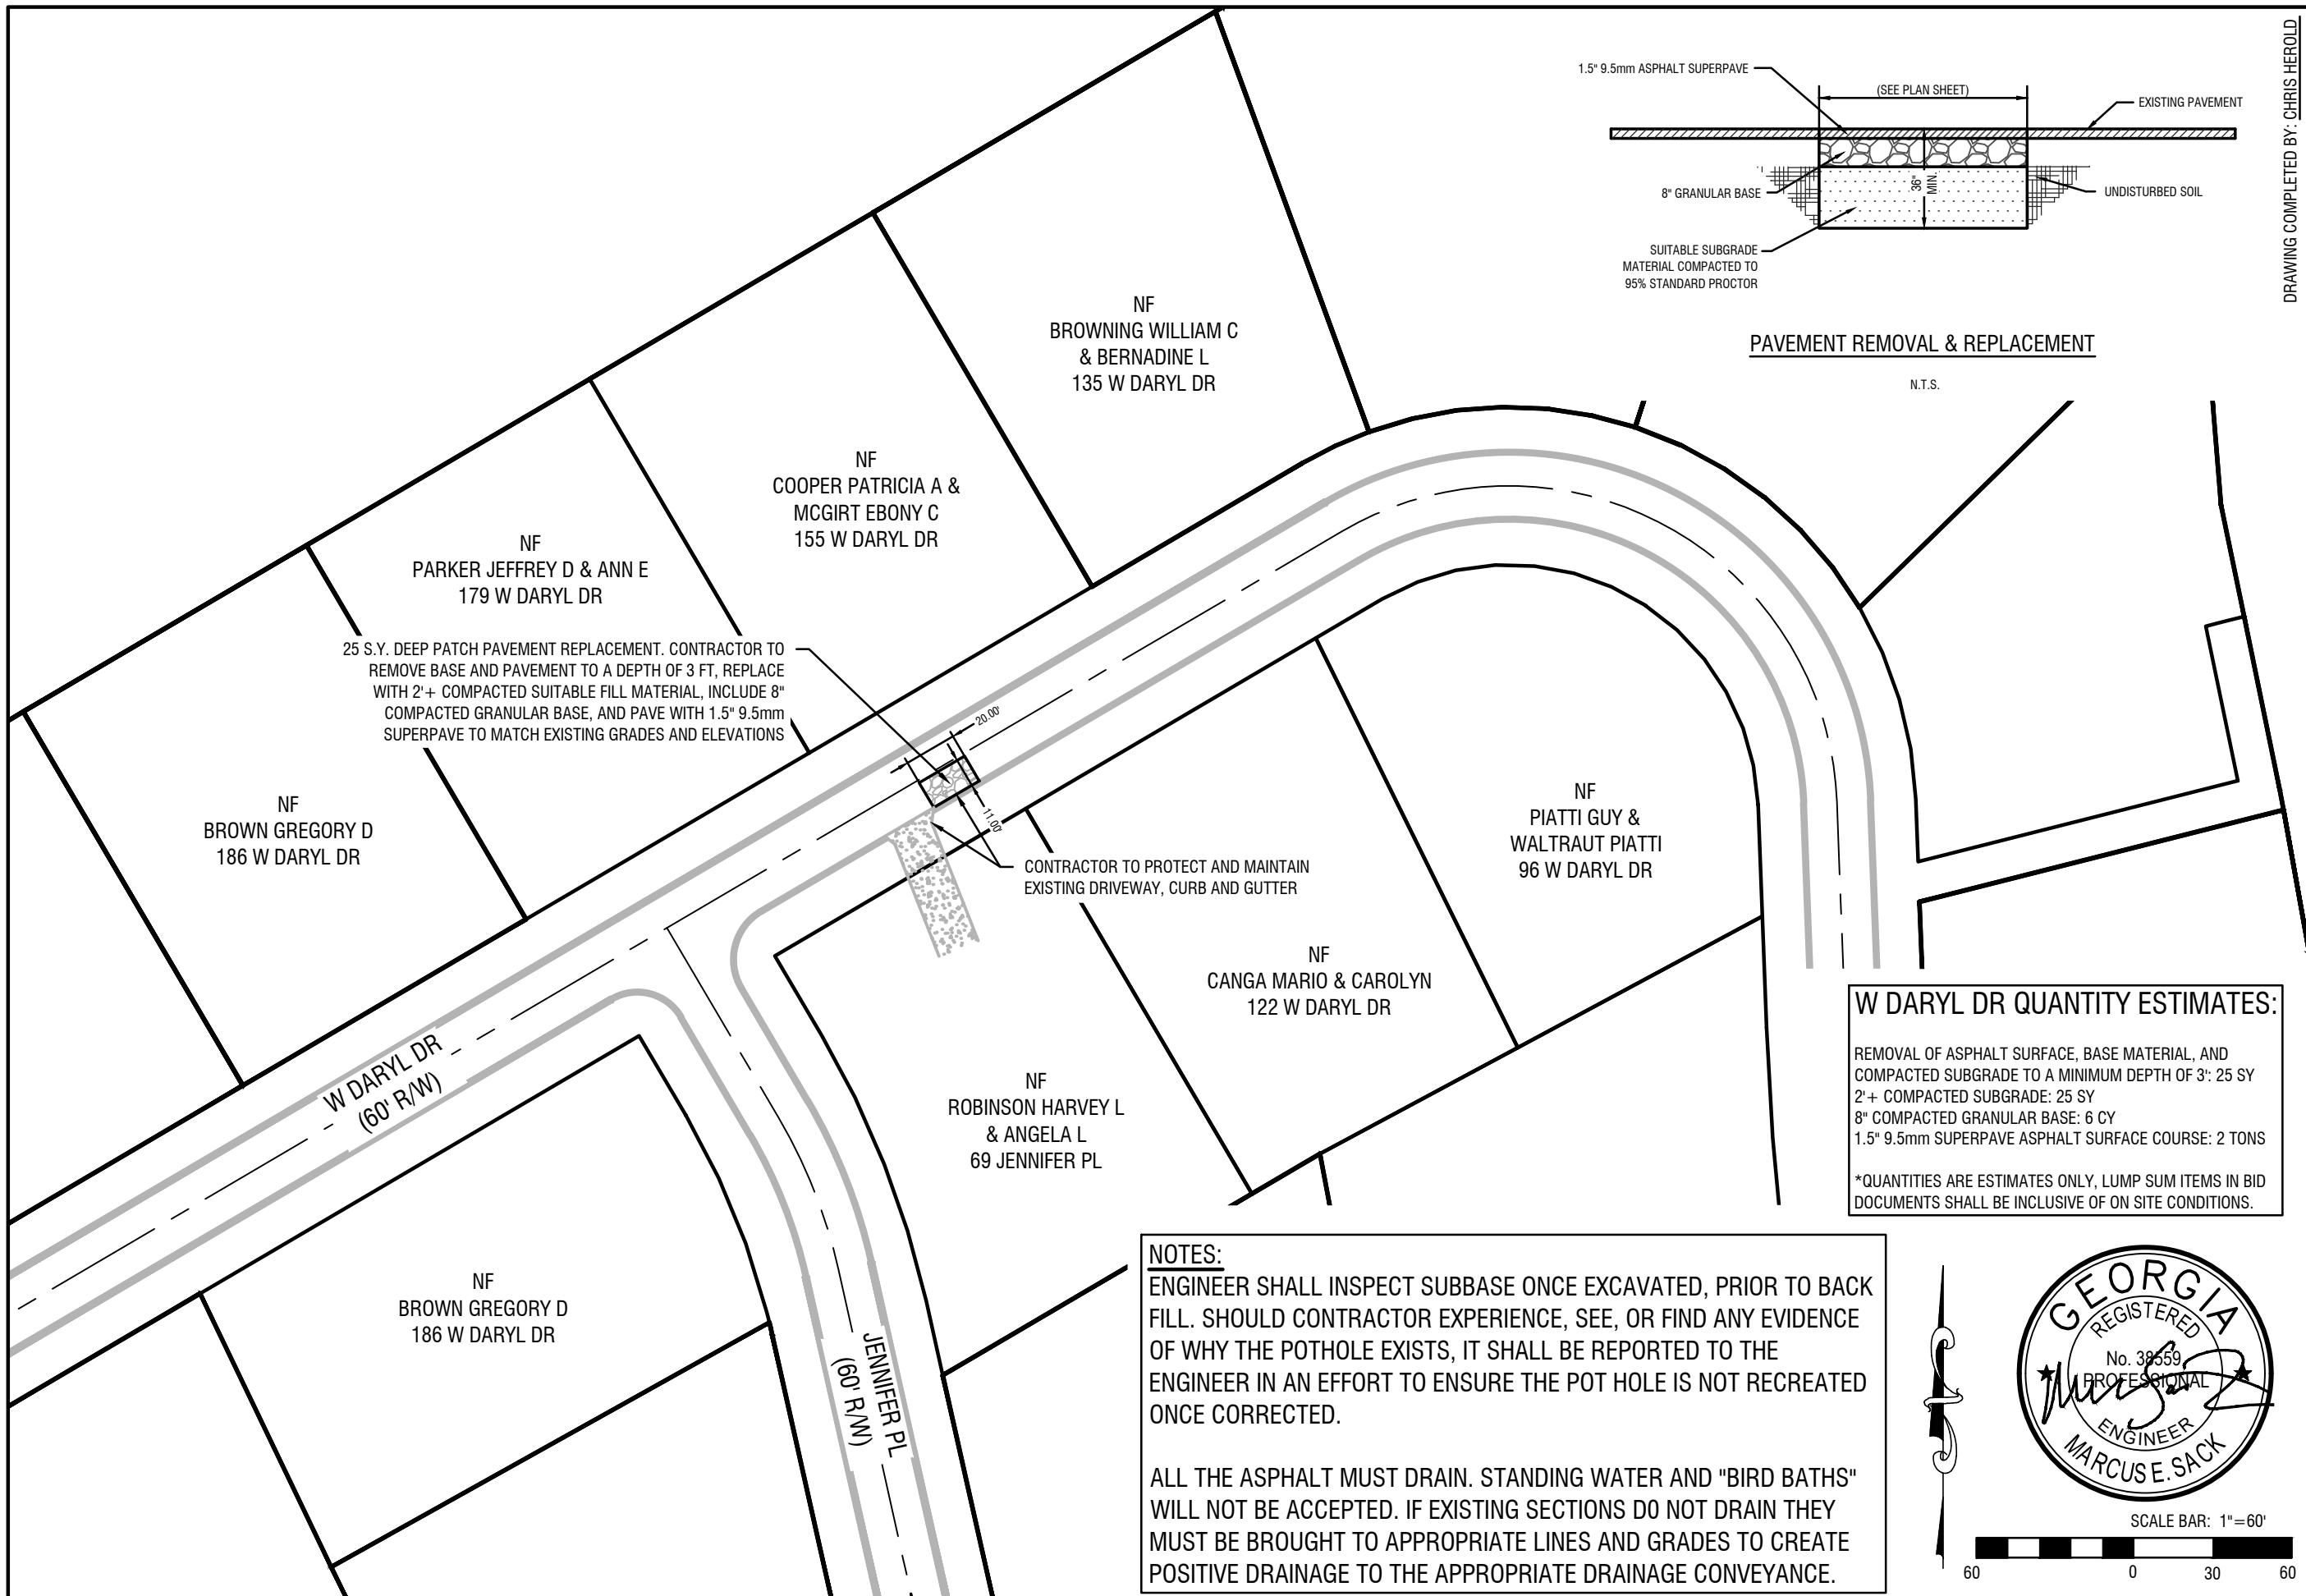 DRAWING COMPLETED BY: CHRIS HEROLD
1.5" 9.5mm ASPHALT SUPERPAVE
(SEE PLAN SHEET)
EXISTING PAVEMENT
8" GRANULAR BASE
36"
MIN.
UNDISTURBED SOIL
SUITABLE SUBGRADE
MATERIAL COMPACTED TO
95% STANDARD PROCTOR
PAVEMENT REMOVAL & REPLACEMENT
N.T.S.
NF
BROWNING WILLIAM C
& BERNADINE L
135 W DARYL DR
NF
COOPER PATRICIA A &
MCGIRT EBONY C
155 W DARYL DR
NF
PARKER JEFFREY D & ANN E
179 W DARYL DR
25 S.Y. DEEP PATCH PAVEMENT REPLACEMENT. CONTRACTOR TO
REMOVE BASE AND PAVEMENT TO A DEPTH OF 3 FT, REPLACE
WITH 2'+ COMPACTED SUITABLE FILL MATERIAL, INCLUDE 8"
COMPACTED GRANULAR BASE, AND PAVE WITH 1.5" 9.5mm
SUPERPAVE TO MATCH EXISTING GRADES AND ELEVATIONS
20.00'
11.00'
NF
BROWN GREGORY D
186 W DARYL DR
CONTRACTOR TO PROTECT AND MAINTAIN
EXISTING DRIVEWAY, CURB AND GUTTER
NF
PIATTI GUY &
WALTRAUT PIATTI
96 W DARYL DR
NF
CANGA MARIO & CAROLYN
122 W DARYL DR
NF
ROBINSON HARVEY L
& ANGELA L
69 JENNIFER PL
W DARYL DR
(60' R/W)
NF
BROWN GREGORY D
186 W DARYL DR
JENNIFER PL
(60' R/W)
W DARYL DR QUANTITY ESTIMATES:
REMOVAL OF ASPHALT SURFACE, BASE MATERIAL, AND
COMPACTED SUBGRADE TO A MINIMUM DEPTH OF 3': 25 SY
2'+ COMPACTED SUBGRADE: 25 SY
8" COMPACTED GRANULAR BASE: 6 CY
1.5" 9.5mm SUPERPAVE ASPHALT SURFACE COURSE: 2 TONS
*QUANTITIES ARE ESTIMATES ONLY, LUMP SUM ITEMS IN BID
DOCUMENTS SHALL BE INCLUSIVE OF ON SITE CONDITIONS.
NOTES:
ENGINEER SHALL INSPECT SUBBASE ONCE EXCAVATED, PRIOR TO BACK
FILL. SHOULD CONTRACTOR EXPERIENCE, SEE, OR FIND ANY EVIDENCE
OF WHY THE POTHOLE EXISTS, IT SHALL BE REPORTED TO THE
ENGINEER IN AN EFFORT TO ENSURE THE POT HOLE IS NOT RECREATED
ONCE CORRECTED.
ALL THE ASPHALT MUST DRAIN. STANDING WATER AND "BIRD BATHS"
WILL NOT BE ACCEPTED. IF EXISTING SECTIONS DO NOT DRAIN THEY
MUST BE BROUGHT TO APPROPRIATE LINES AND GRADES TO CREATE
POSITIVE DRAINAGE TO THE APPROPRIATE DRAINAGE CONVEYANCE.
GEORGIA
REGISTERED
No. 38559
PROFESSIONAL
ENGINEER
MARCUS E. SACK
SCALE BAR: 1"=60'
60 0 30 60